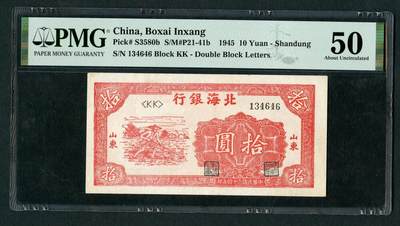 PMG
PAPER MONEY GUARANTY
China, Boxai Inxang
Pick# S3580b S/M#P21-41b 1945 10 Yuan - Shandung
S/N 134646 Block KK - Double Block Letters
50
About Uncirculated
拾 行銀海北 拾
<KK> 134646
山東 圓拾 山東
拾 拾